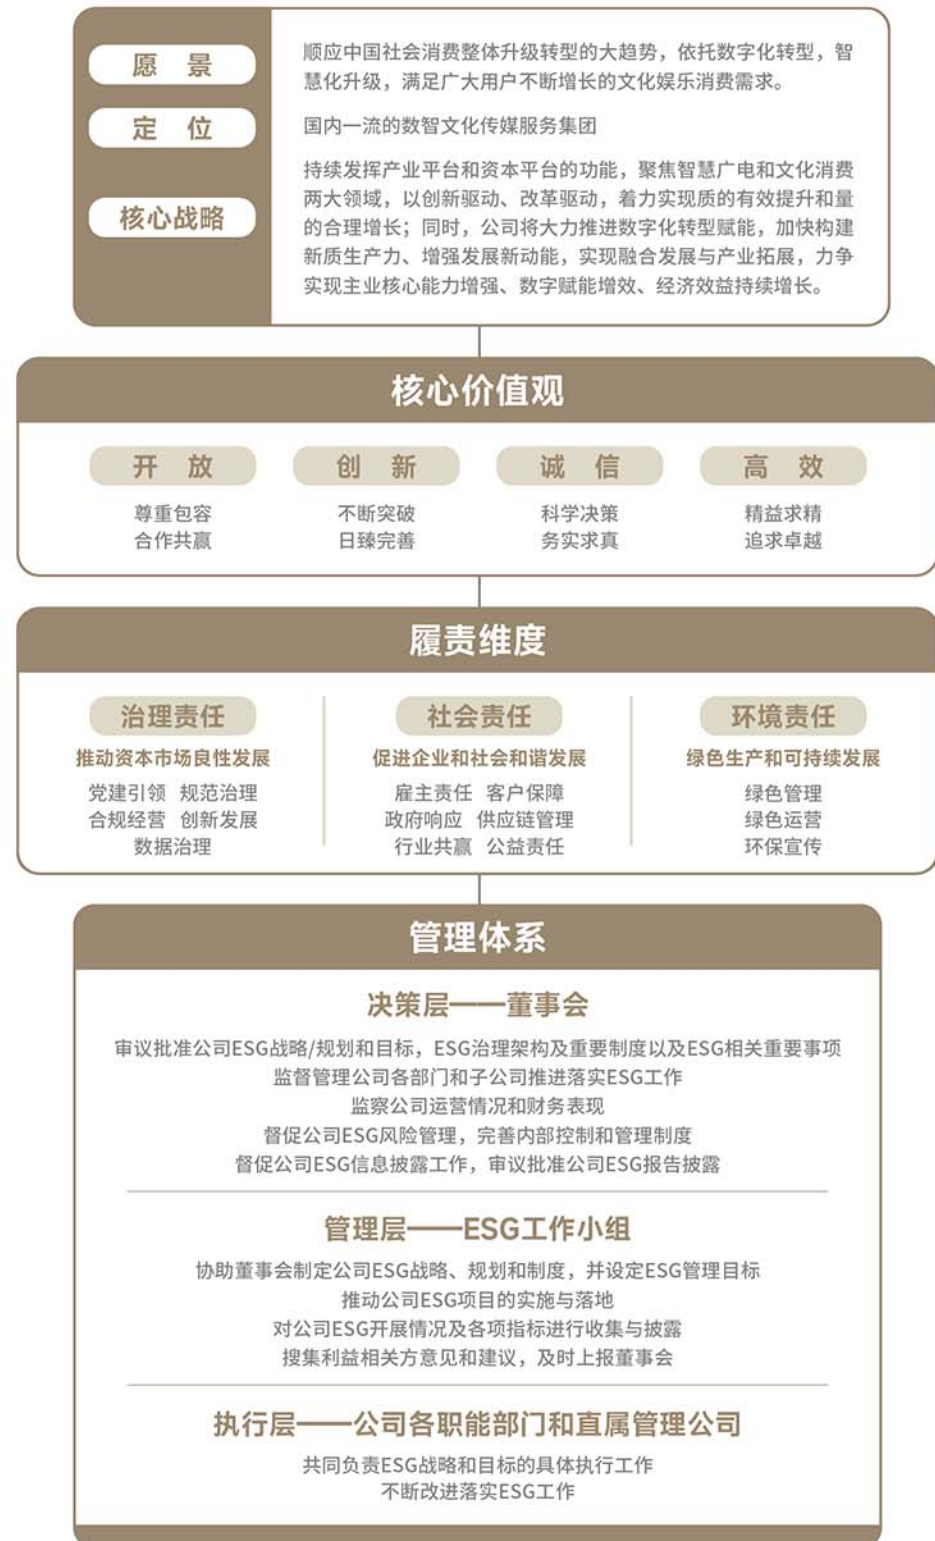 愿 景
顺应中国社会消费整体升级转型的大趋势，依托数字化转型，智
慧化升级，满足广大用户不断增长的文化娱乐消费需求。
定 位
国内一流的数智文化传媒服务集团
核心战略
持续发挥产业平台和资本平台的功能，聚焦智慧广电和文化消费
两大领域，以创新驱动、改革驱动，着力实现质的有效提升和量
的合理增长；同时，公司将大力推进数字化转型赋能，加快构建
新质生产力、增强发展新动能，实现融合发展与产业拓展，力争
实现主业核心能力增强、数字赋能增效、经济效益持续增长。
核心价值观
开 放 创 新 诚 信 高 效
尊重包容 不断突破 科学决策 精益求精
合作共赢 日臻完善 务实求真 追求卓越
履责维度
治理责任 社会责任 环境责任
推动资本市场良性发展 促进企业和社会和谐发展 绿色生产和可持续发展
党建引领 规范治理 雇主责任 客户保障 绿色管理
合规经营 创新发展 政府响应 供应链管理 绿色运营
数据治理 行业共赢 公益责任 环保宣传
管理体系
决策层——董事会
审议批准公司ESG战略/规划和目标，ESG治理架构及重要制度以及ESG相关重要事项
监督管理公司各部门和子公司推进落实ESG工作
监察公司运营情况和财务表现
督促公司ESG风险管理，完善内部控制和管理制度
督促公司ESG信息披露工作，审议批准公司ESG报告披露
管理层——ESG工作小组
协助董事会制定公司ESG战略、规划和制度，并设定ESG管理目标
推动公司ESG项目的实施与落地
对公司ESG开展情况及各项指标进行收集与披露
搜集利益相关方意见和建议，及时上报董事会
执行层——公司各职能部门和直属管理公司
共同负责ESG战略和目标的具体执行工作
不断改进落实ESG工作